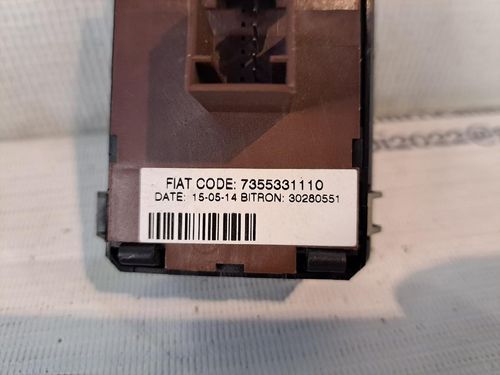 FIAT CODE: 7355331110
DATE: 15-05-14 BITRON: 30280551